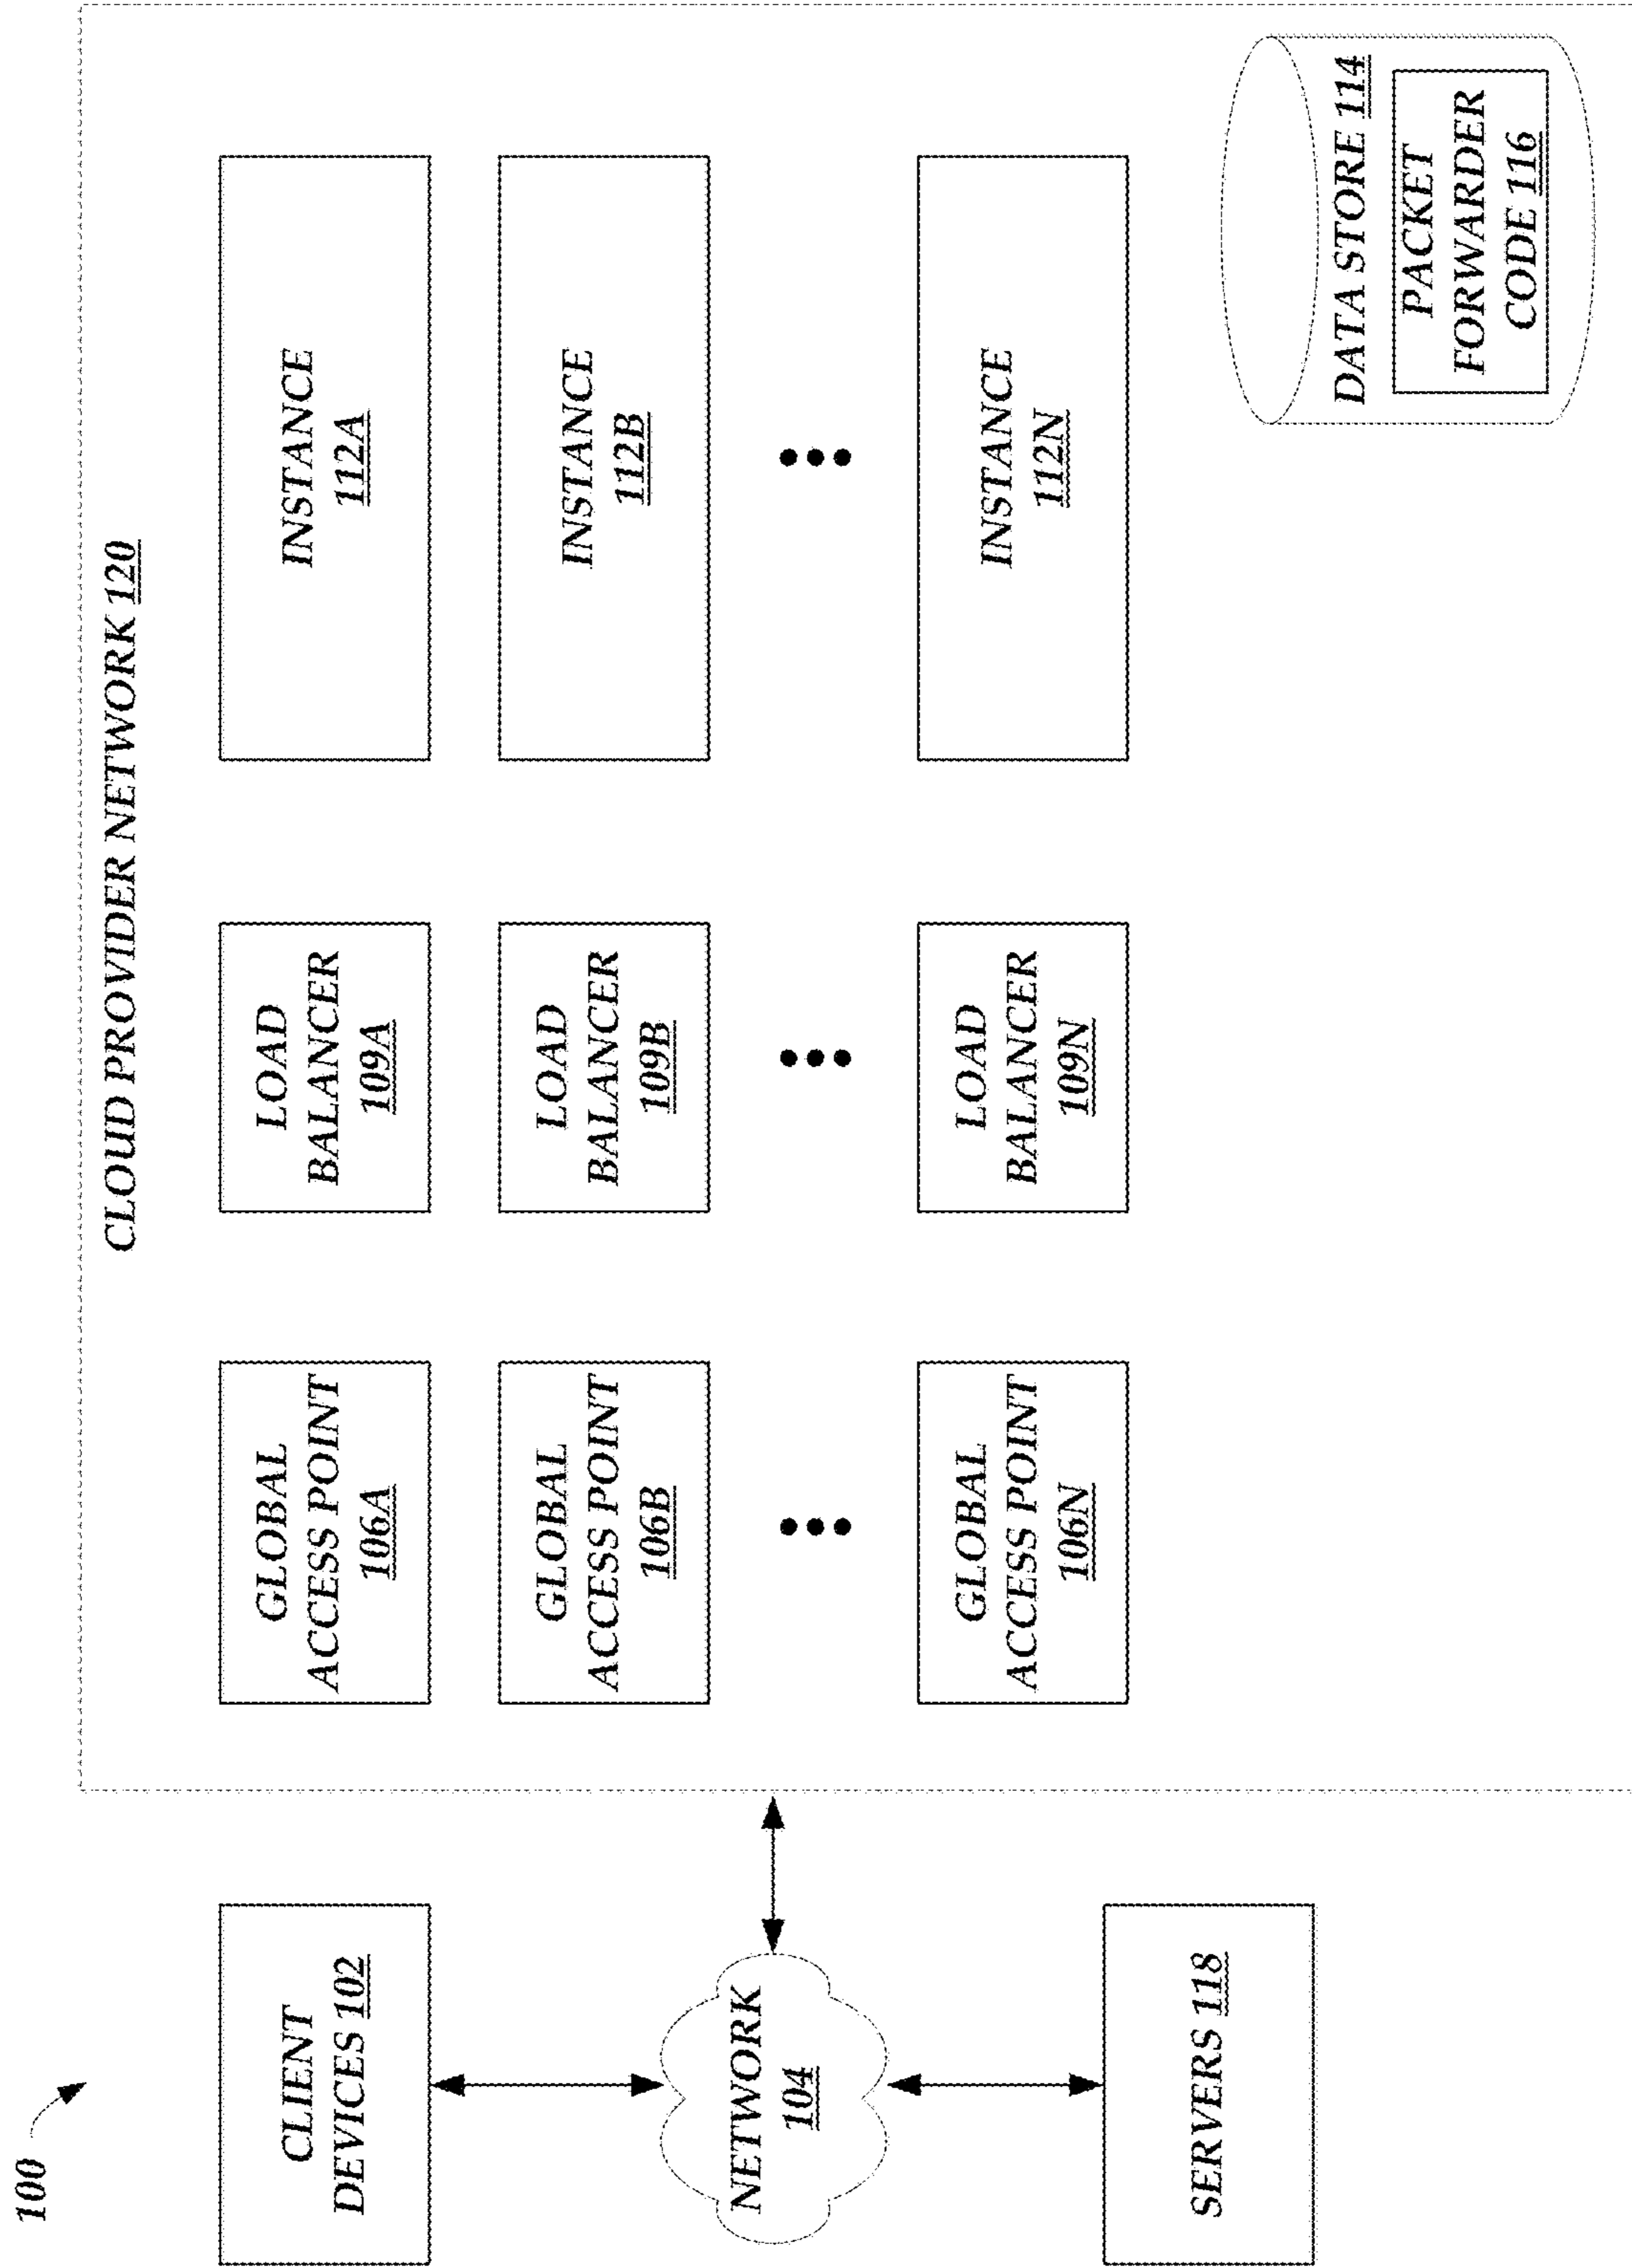 100
CLIENT
DEVICES 102
NETWORK
104
SERVERS 118
CLOUD PROVIDER NETWORK 120
GLOBAL
ACCESS POINT
106A
LOAD
BALANCER
109A
INSTANCE
112A
GLOBAL
ACCESS POINT
106B
LOAD
BALANCER
109B
INSTANCE
112B
GLOBAL
ACCESS POINT
106N
LOAD
BALANCER
109N
INSTANCE
112N
DATA STORE 114
PACKET
FORWARDER
CODE 116